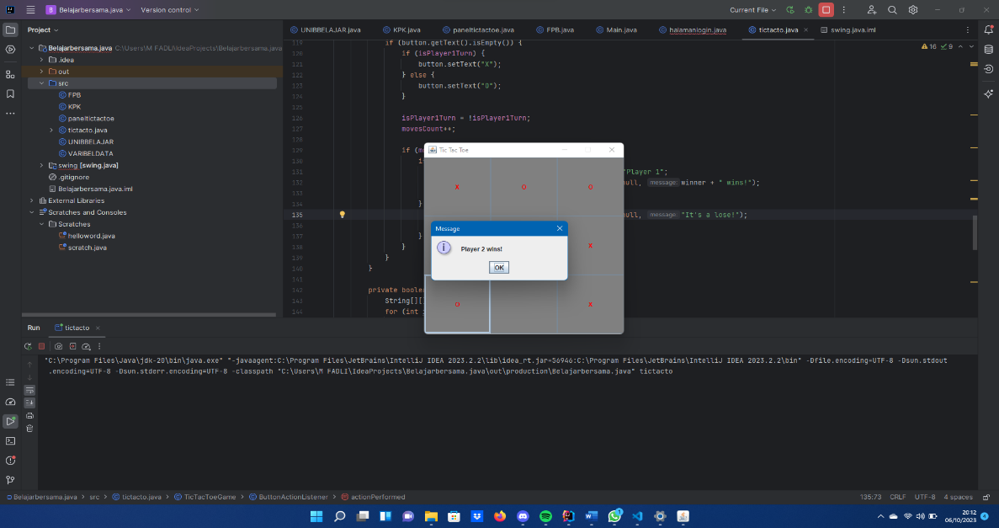 B Belajarbersama.java Version control Current File
Project
UNIBBELAJAR.java KPK.java paneltictactoe.java FPB.java Main.java halamanlogin.java tictacto.java swing.java.iml
Belajarbersama.java C:\Users\M FADLI\IdeaProjects\Belajarbersama.java
.idea
out
src
FPB
KPK
paneltictactoe
tictacto.java
UNIBBELAJAR
VARIBELDATA
swing [swing.java]
.gitignore
Belajarbersama.java.iml
External Libraries
Scratches and Consoles
Scratches
helloword.java
scratch.java
16 9
119 if (button.getText().isEmpty()) {
120 if (isPlayer1Turn) {
121 button.setText("X");
122 } else {
123 button.setText("O");
124 }
125
126 isPlayer1Turn = !isPlayer1Turn;
127 movesCount++;
128
129 if (m
130
131 "Player 1";
132 null, message: winner + " wins!");
133
134 }
135 null, message: "It's a lose!");
136
137 }
138 }
139 }
140 }
141
142 private boolea
143 String[][]
144 for (int
Tic Tac Toe
X O O
X
O X
Message
Player 2 wins!
OK
Run tictacto
"C:\Program Files\Java\jdk-20\bin\java.exe" "-javaagent:C:\Program Files\JetBrains\IntelliJ IDEA 2023.2.2\lib\idea_rt.jar=56946:C:\Program Files\JetBrains\IntelliJ IDEA 2023.2.2\bin" -Dfile.encoding=UTF-8 -Dsun.stdout
.encoding=UTF-8 -Dsun.stderr.encoding=UTF-8 -classpath "C:\Users\M FADLI\IdeaProjects\Belajarbersama.java\out\production\Belajarbersama.java" tictacto
Belajarbersama.java > src > tictacto.java > TicTacToeGame > ButtonActionListener > actionPerformed
135:73 CRLF UTF-8 4 spaces
20:12
06/10/2023
4
1